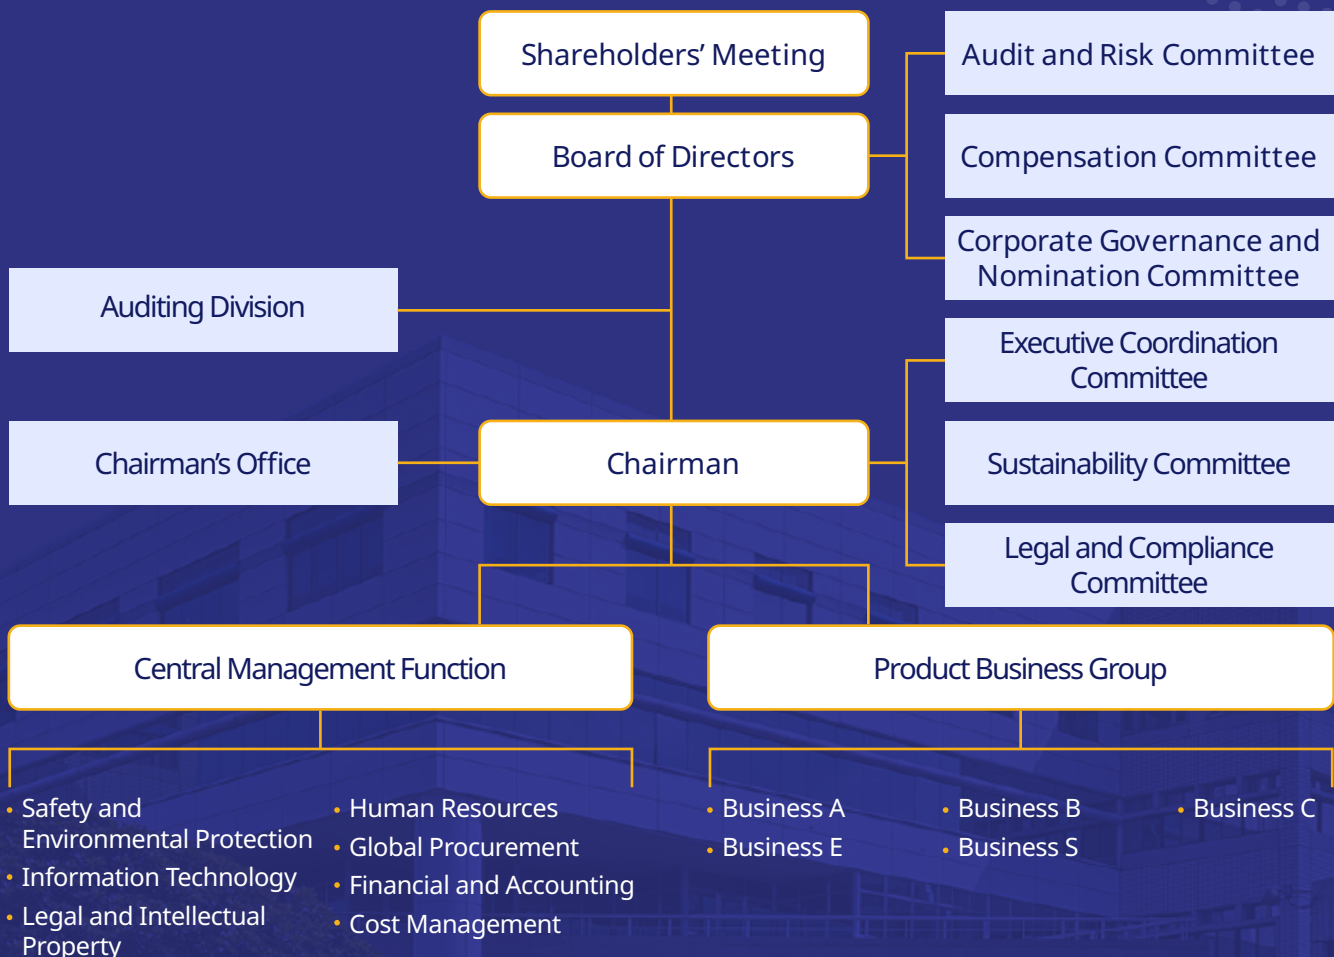 Shareholders’ Meeting
Board of Directors
Audit and Risk Committee
Compensation Committee
Corporate Governance and
Nomination Committee
Auditing Division
Executive Coordination
Committee
Chairman’s Office
Chairman
Sustainability Committee
Legal and Compliance
Committee
Central Management Function
• Safety and
Environmental Protection
• Information Technology
• Legal and Intellectual
Property
• Human Resources
• Global Procurement
• Financial and Accounting
• Cost Management
Product Business Group
• Business A
• Business B
• Business C
• Business E
• Business S